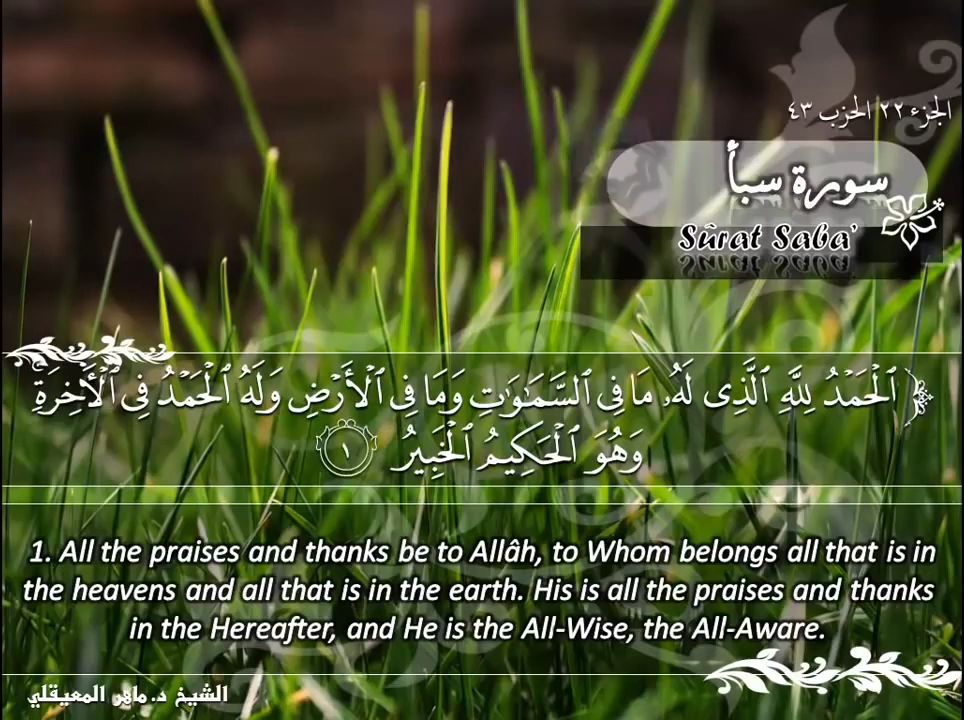 الجزء ٢٢ الحزب ٤٣
سورة سبأ
Sûrat Saba'
﴿ ٱلْحَمْدُ لِلَّهِ ٱلَّذِى لَهُۥ مَا فِى ٱلسَّمَـٰوَٰتِ وَمَا فِى ٱلْأَرْضِ وَلَهُ ٱلْحَمْدُ فِى ٱلْـَٔاخِرَةِ ۚ
وَهُوَ ٱلْحَكِيمُ ٱلْخَبِيرُ ١
1. All the praises and thanks be to Allâh, to Whom belongs all that is in
the heavens and all that is in the earth. His is all the praises and thanks
in the Hereafter, and He is the All-Wise, the All-Aware.
الشيخ د. ماهر المعيقلي